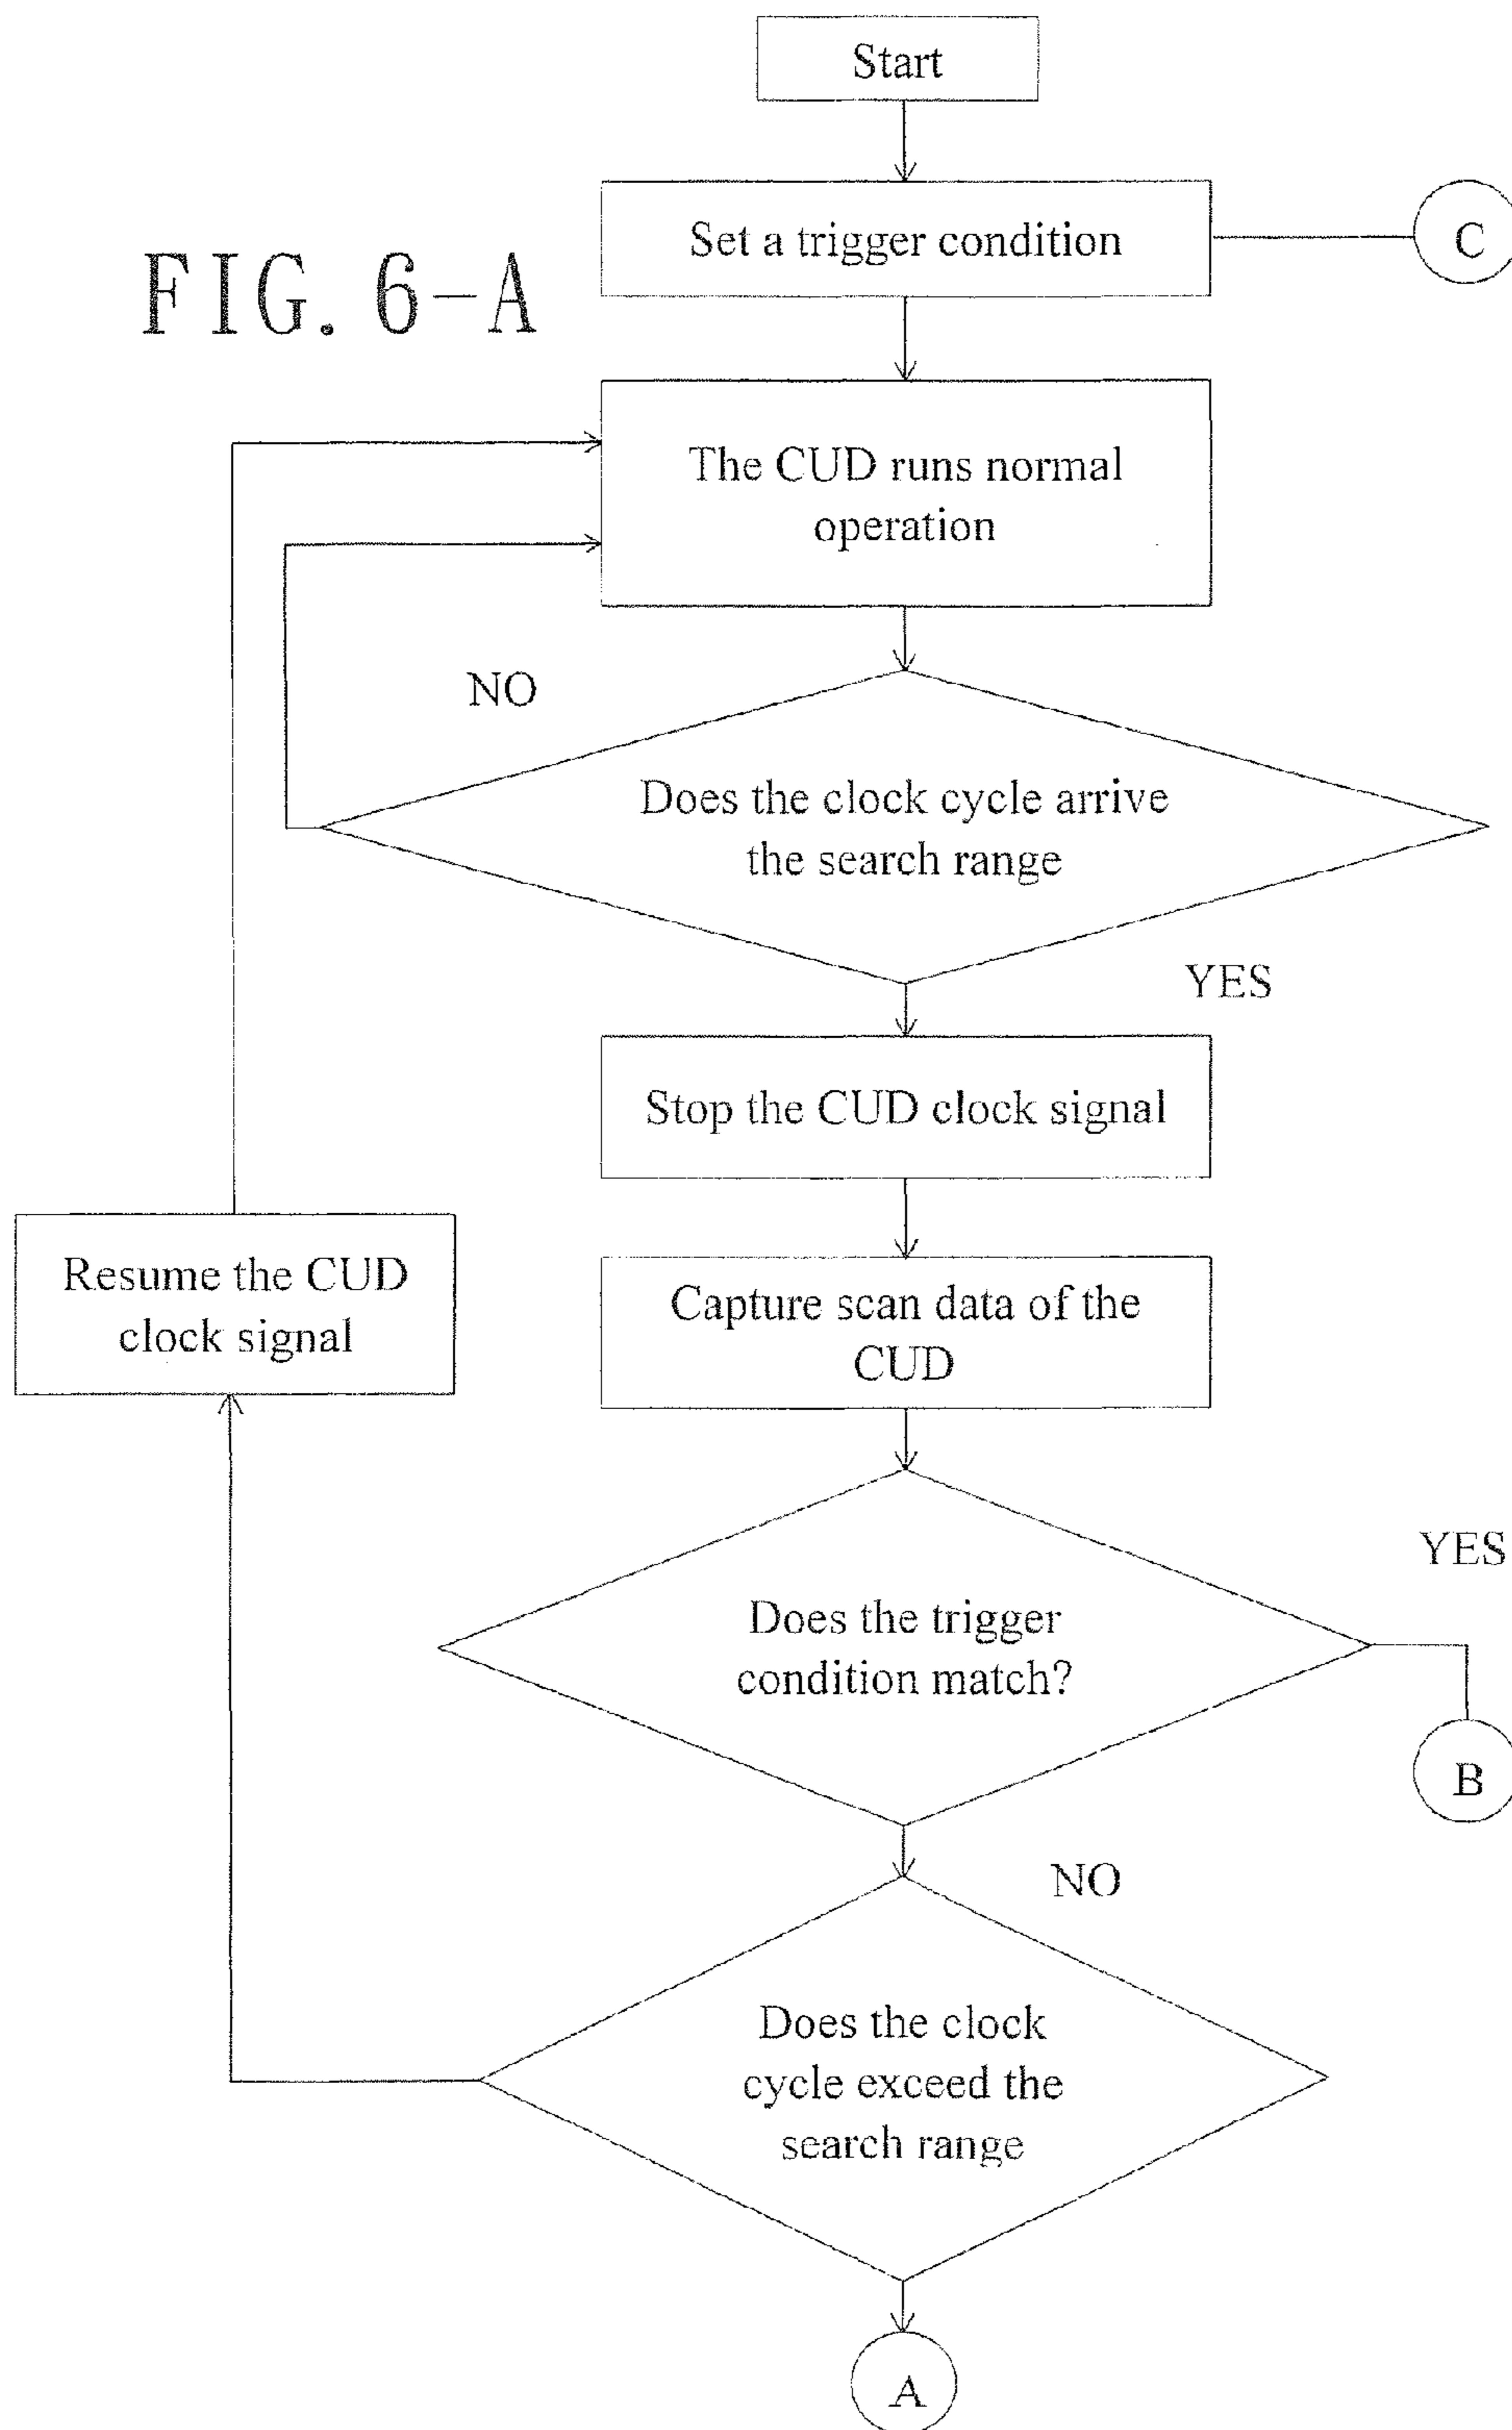 Start
Set a trigger condition
C
FIG. 6-A
The CUD runs normal
operation
NO
Does the clock cycle arrive
the search range
YES
Stop the CUD clock signal
Resume the CUD
clock signal
Capture scan data of the
CUD
YES
Does the trigger
condition match?
B
NO
Does the clock
cycle exceed the
search range
A